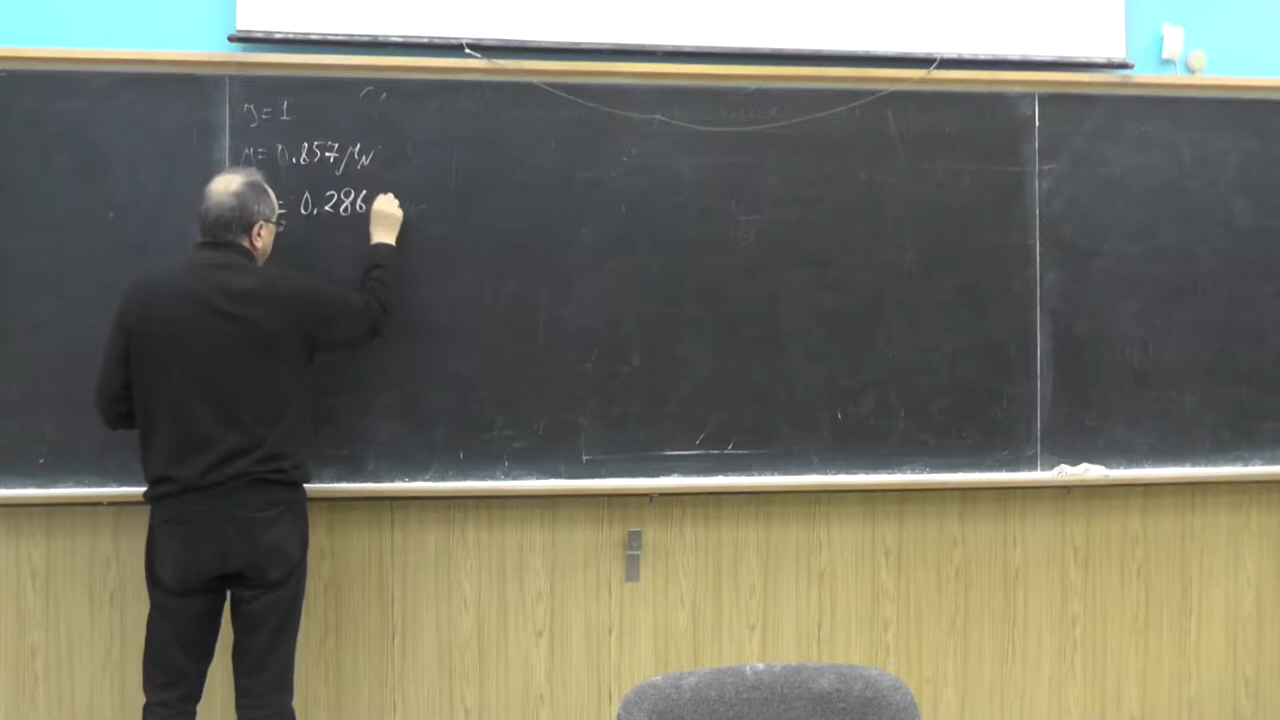 J = 1
μ = 0.857 μN
= 0.286